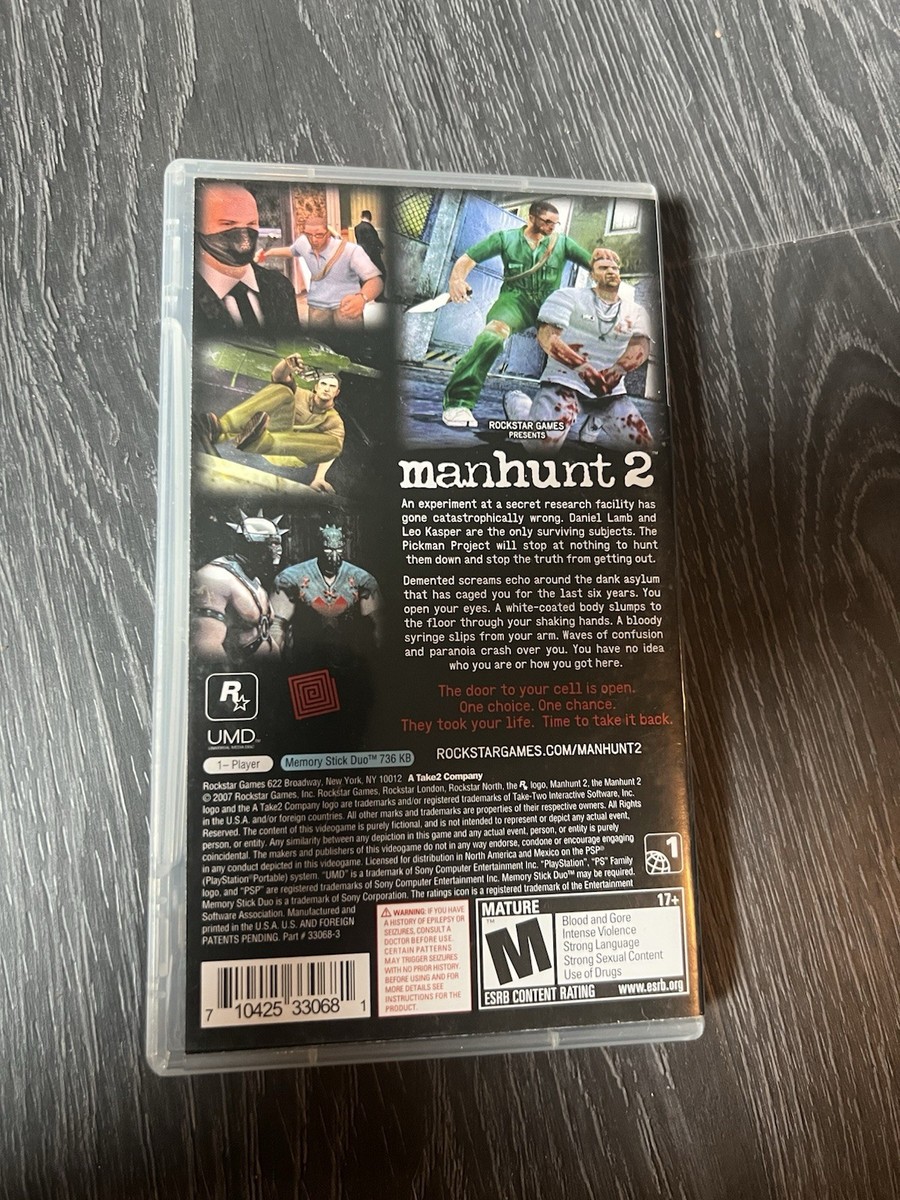 ROCKSTAR GAMES
PRESENTS
manhunt 2™
An experiment at a secret research facility has
gone catastrophically wrong. Daniel Lamb and
Leo Kasper are the only surviving subjects. The
Pickman Project will stop at nothing to hunt
them down and stop the truth from getting out.
Demented screams echo around the dark asylum
that has caged you for the last six years. You
open your eyes. A white-coated body slumps to
the floor through your shaking hands. A bloody
syringe slips from your arm. Waves of confusion
and paranoia crash over you. You have no idea
who you are or how you got here.
The door to your cell is open.
One choice. One chance.
They took your life. Time to take it back.
ROCKSTARGAMES.COM/MANHUNT2
R
UMD™
UNIVERSAL MEDIA DISC
1– Player
Memory Stick Duo™ 736 KB
Rockstar Games 622 Broadway, New York, NY 10012 A Take2 Company
© 2007 Rockstar Games, Inc. Rockstar Games, Rockstar London, Rockstar North, the R logo, Manhunt 2, the Manhunt 2
logo and the A Take2 Company logo are trademarks and/or registered trademarks of Take-Two Interactive Software, Inc.
in the U.S.A. and/or foreign countries. All other marks and trademarks are properties of their respective owners. All Rights
Reserved. The content of this videogame is purely fictional, and is not intended to represent or depict any actual event,
person, or entity. Any similarity between any depiction in this game and any actual event, person, or entity is purely
coincidental. The makers and publishers of this videogame do not in any way endorse, condone or encourage engaging
in any conduct depicted in this videogame. Licensed for distribution in North America and Mexico on the PSP®
(PlayStation®Portable) system. "UMD" is a trademark of Sony Computer Entertainment Inc. "PlayStation", "PS" Family
logo, and "PSP" are registered trademarks of Sony Computer Entertainment Inc. Memory Stick Duo™ may be required.
Memory Stick Duo is a trademark of Sony Corporation. The ratings icon is a registered trademark of the Entertainment
Software Association. Manufactured and
printed in the U.S.A. U.S. AND FOREIGN
PATENTS PENDING. Part # 33068-3
1
WARNING: IF YOU HAVE
A HISTORY OF EPILEPSY OR
SEIZURES, CONSULT A
DOCTOR BEFORE USE.
CERTAIN PATTERNS
MAY TRIGGER SEIZURES
WITH NO PRIOR HISTORY.
BEFORE USING AND FOR
MORE DETAILS SEE
INSTRUCTIONS FOR THE
PRODUCT.
MATURE 17+
M™
Blood and Gore
Intense Violence
Strong Language
Strong Sexual Content
Use of Drugs
ESRB CONTENT RATING www.esrb.org
7 10425 33068 1